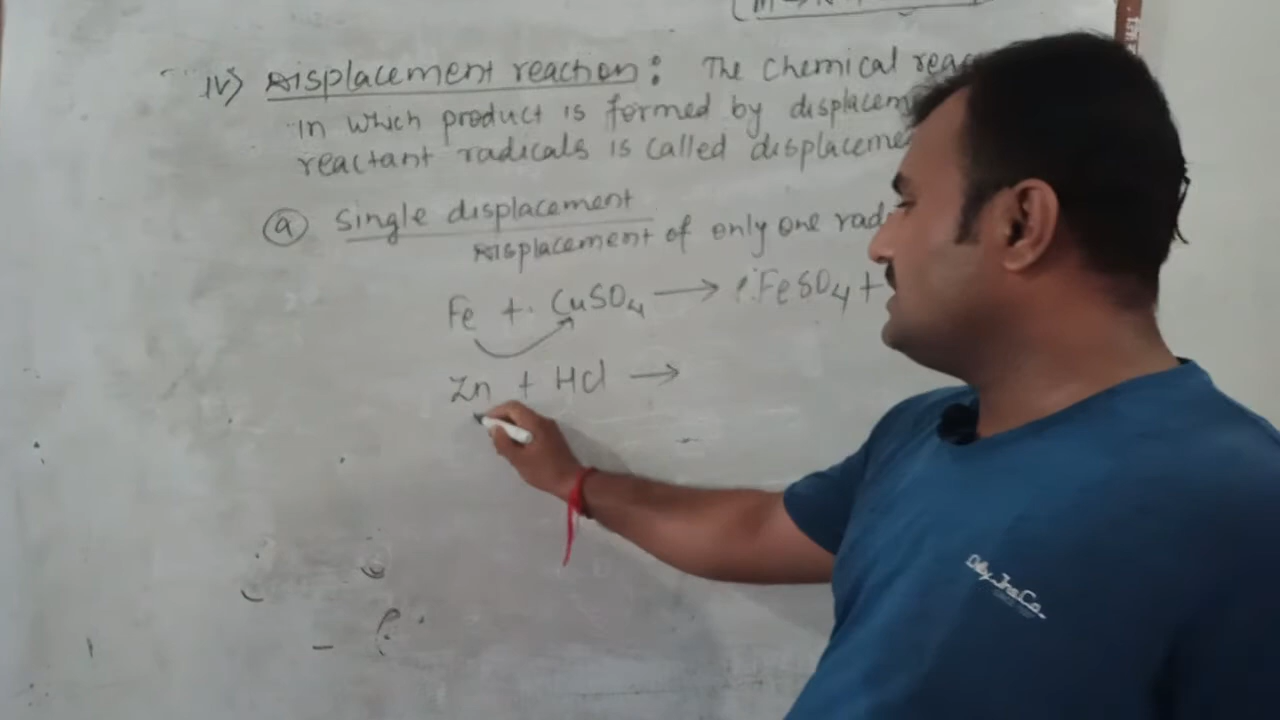 iv) Displacement reaction: The Chemical reac
in which product is formed by displacem
reactant radicals is called displaceme
a Single displacement
Displacement of only one rad
Fe + CuSO4 → FeSO4 +
Zn + HCl →